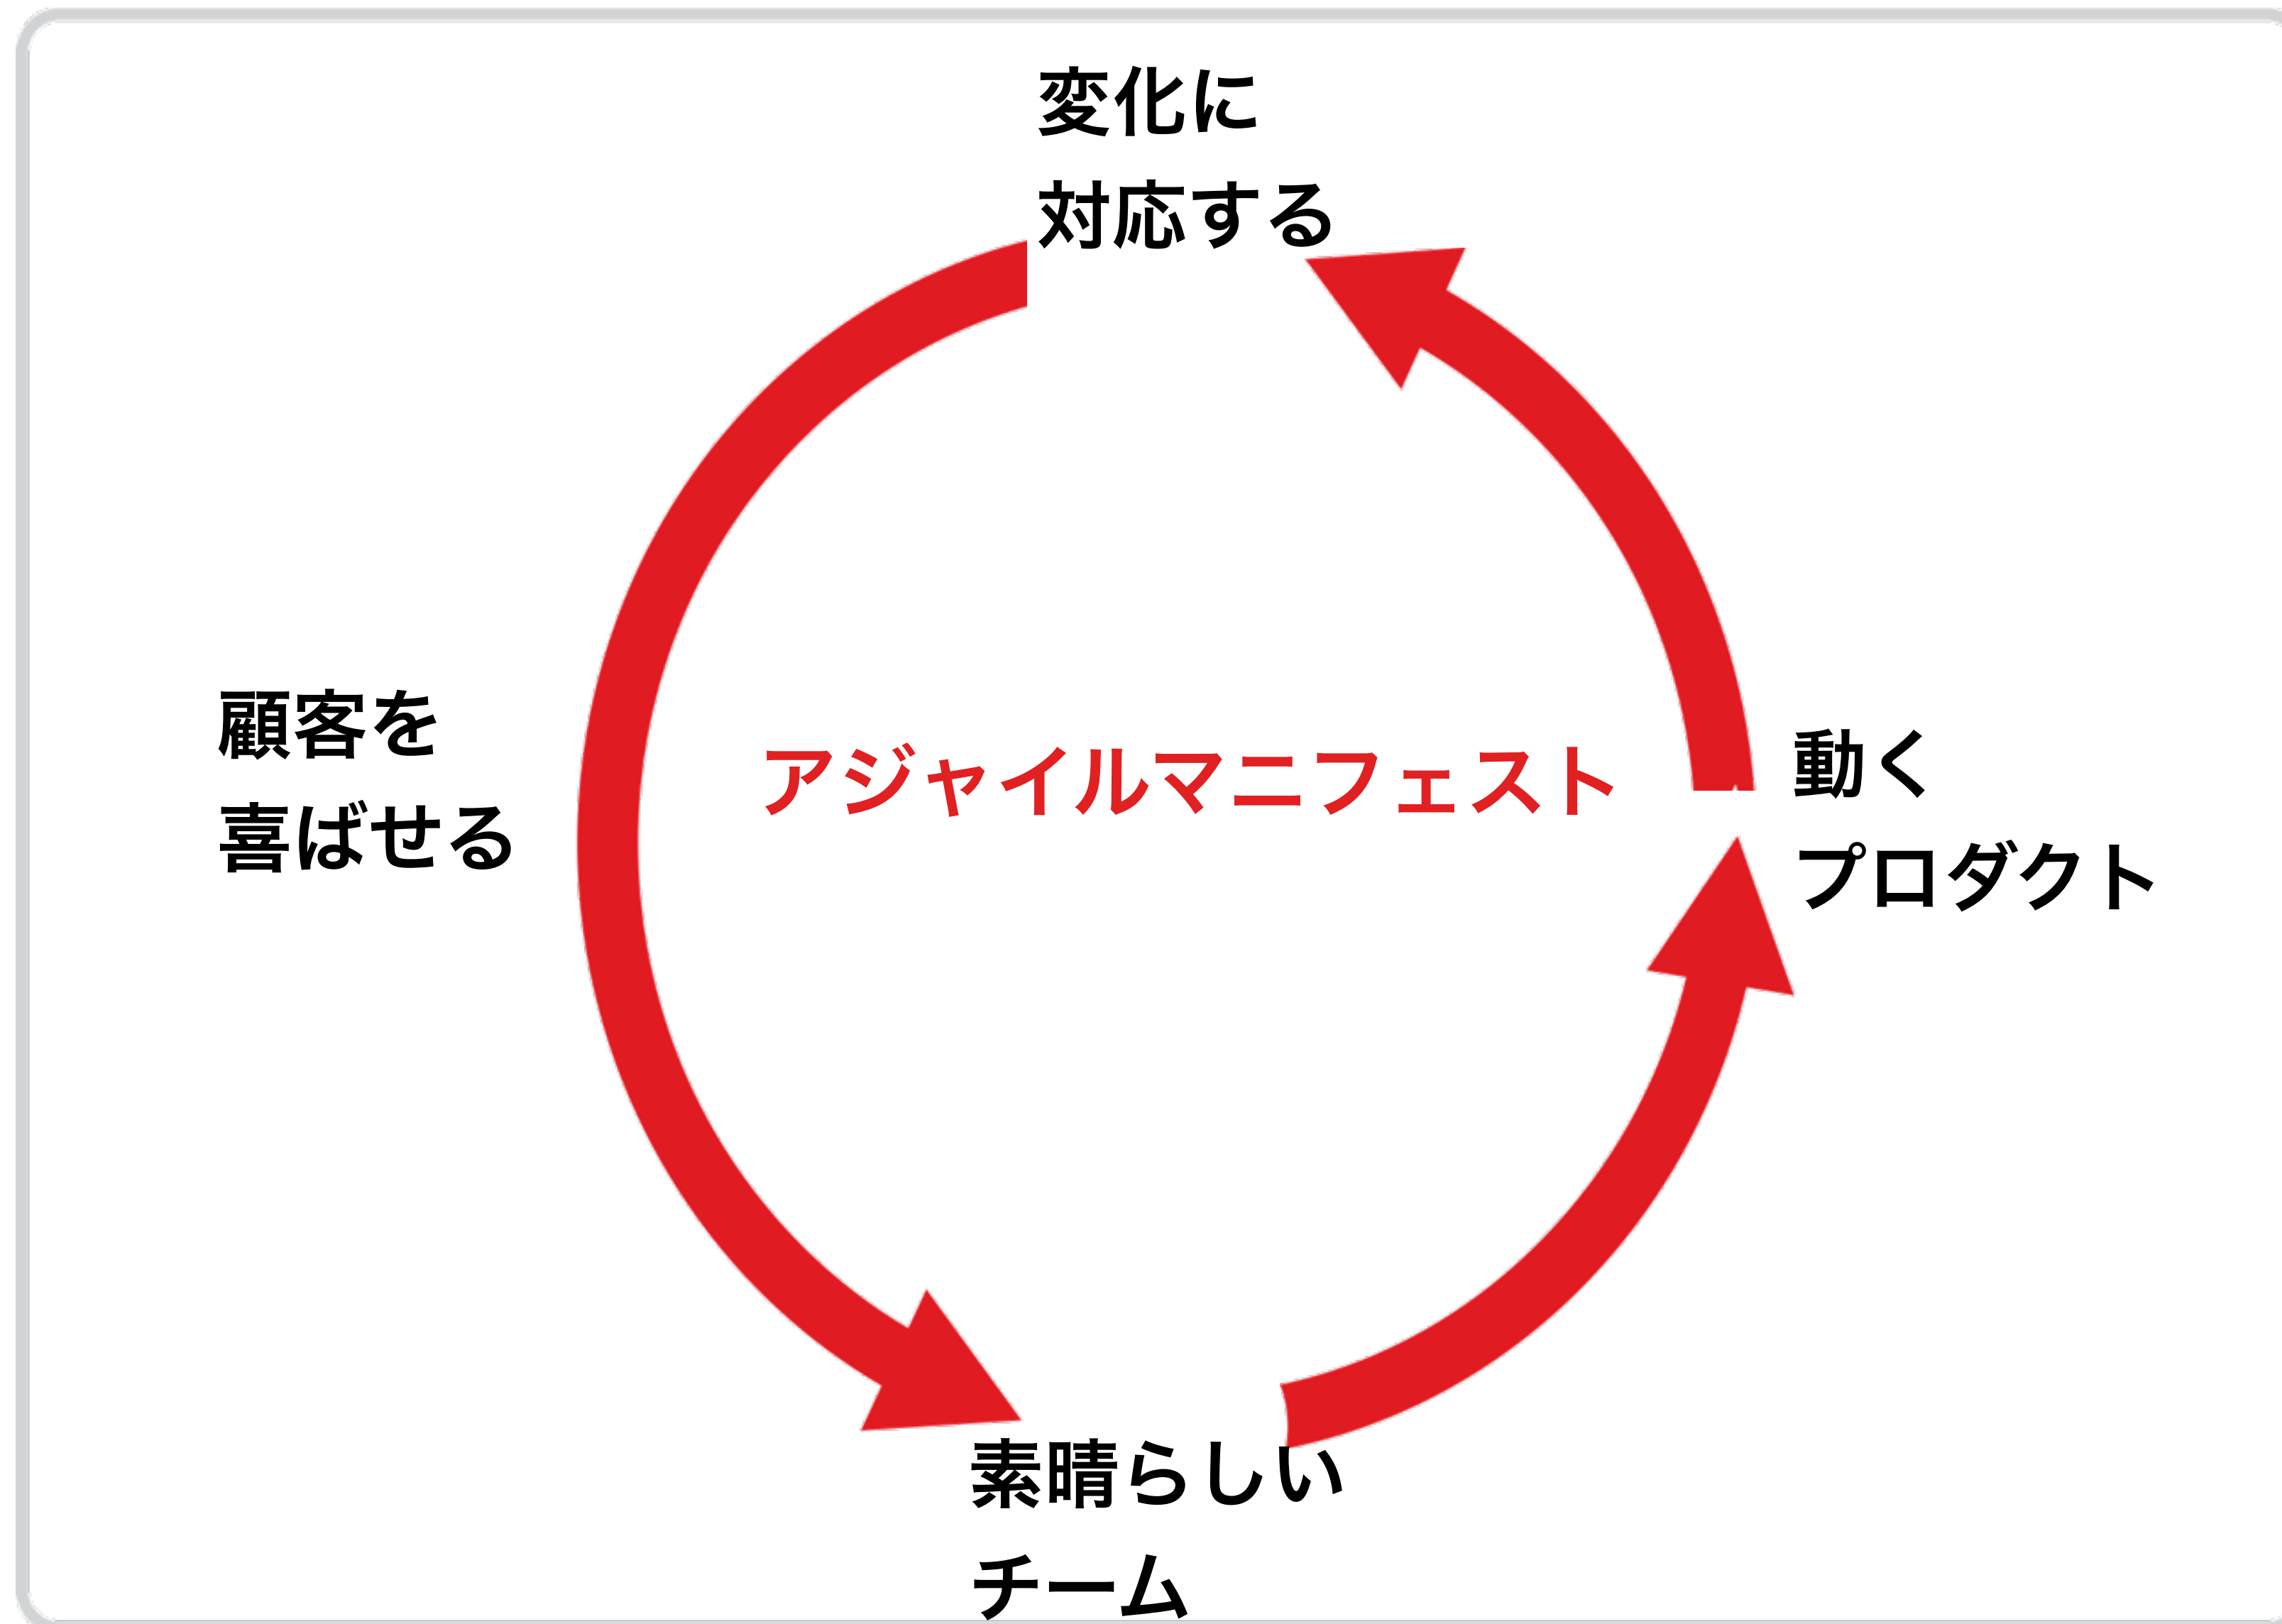 変化に
対応する
顧客を
喜ばせる
アジャイルマニフェスト
動く
プロダクト
素晴らしい
チーム